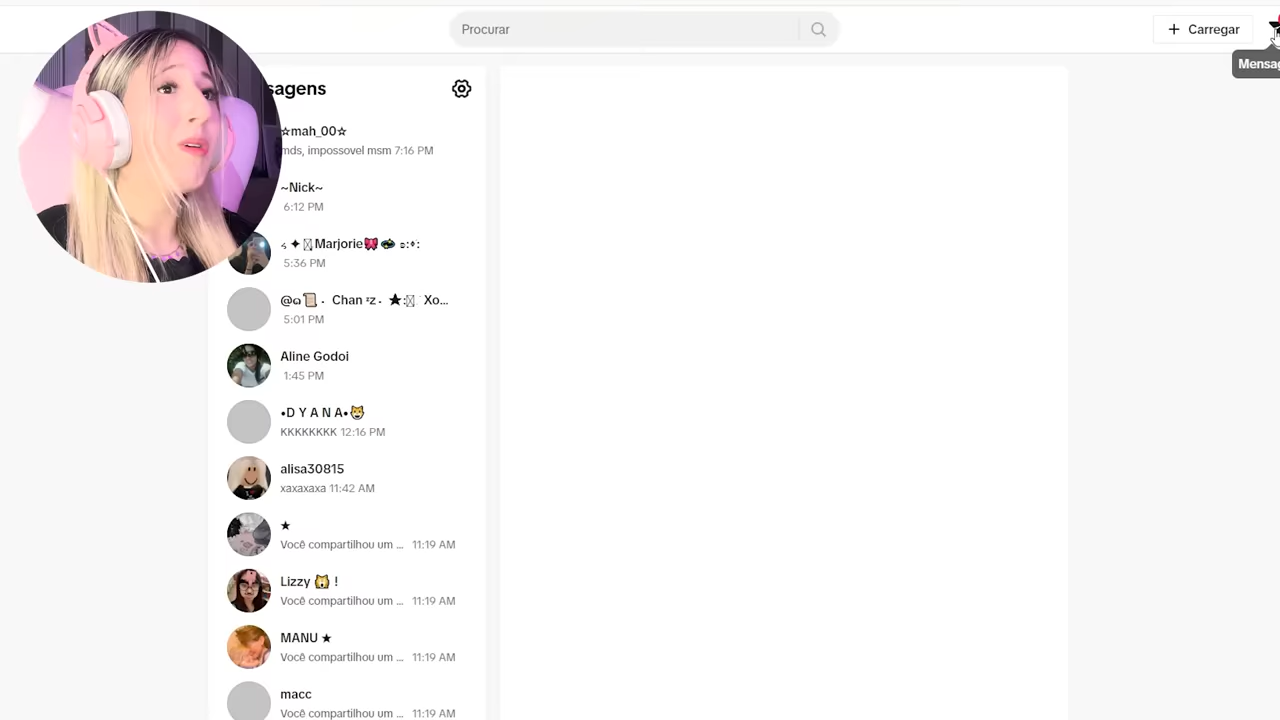 Procurar
Carregar
Mensag
sagens
☆mah_00☆
mds, impossovel msm 7:16 PM
~Nick~
6:12 PM
Marjorie
5:36 PM
Chan ᶻz . ★: Xo...
5:01 PM
Aline Godoi
1:45 PM
•D Y A N A•🐱
KKKKKKKK 12:16 PM
alisa30815
xaxaxaxa 11:42 AM
★
Você compartilhou um ... 11:19 AM
Lizzy 🐱 !
Você compartilhou um ... 11:19 AM
MANU ★
Você compartilhou um ... 11:19 AM
macc
Você compartilhou um ... 11:19 AM